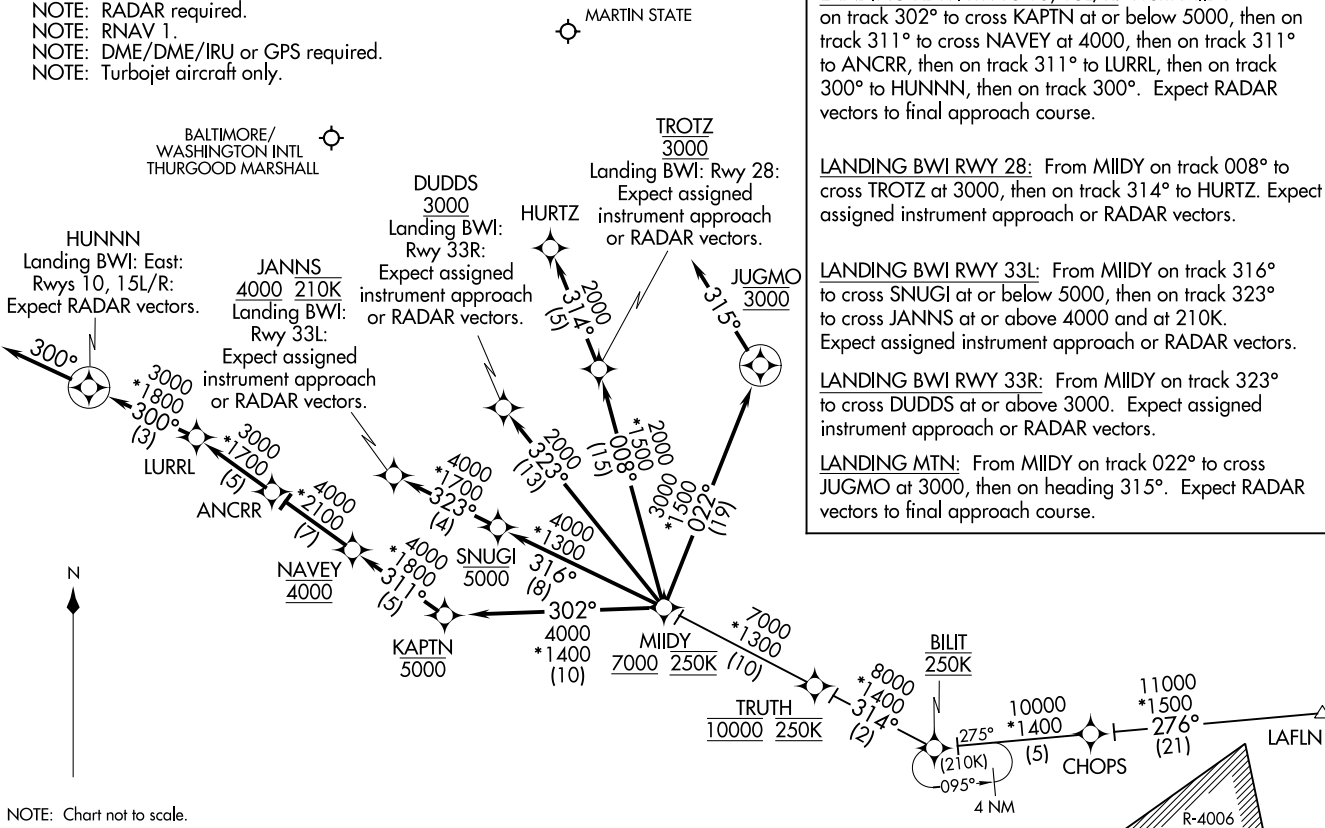 NOTE: RADAR required.
NOTE: RNAV 1.
NOTE: DME/DME/IRU or GPS required.
NOTE: Turbojet aircraft only.
MARTIN STATE
BALTIMORE/
WASHINGTON INTL
THURGOOD MARSHALL
on track 302° to cross KAPTN at or below 5000, then on
track 311° to cross NAVEY at 4000, then on track 311°
to ANCRR, then on track 311° to LURRL, then on track
300° to HUNNN, then on track 300°. Expect RADAR
vectors to final approach course.
LANDING BWI RWY 28: From MIIDY on track 008° to
cross TROTZ at 3000, then on track 314° to HURTZ. Expect
assigned instrument approach or RADAR vectors.
LANDING BWI RWY 33L: From MIIDY on track 316°
to cross SNUGI at or below 5000, then on track 323°
to cross JANNS at or above 4000 and at 210K.
Expect assigned instrument approach or RADAR vectors.
LANDING BWI RWY 33R: From MIIDY on track 323°
to cross DUDDS at or above 3000. Expect assigned
instrument approach or RADAR vectors.
LANDING MTN: From MIIDY on track 022° to cross
JUGMO at 3000, then on heading 315°. Expect RADAR
vectors to final approach course.
HUNNN
Landing BWI: East:
Rwys 10, 15L/R:
Expect RADAR vectors.
JANNS
4000 210K
Landing BWI:
Rwy 33L:
Expect assigned
instrument approach
or RADAR vectors.
DUDDS
3000
Landing BWI:
Rwy 33R:
Expect assigned
instrument approach
or RADAR vectors.
TROTZ
3000
Landing BWI: Rwy 28:
Expect assigned
instrument approach
or RADAR vectors.
HURTZ
JUGMO
3000
315°
2000
314°
(5)
300°
3000
*1800
300°
(3)
LURRL
3000
*1700
(5)
ANCRR
4000
*2100
(7)
NAVEY
4000
4000
*1800
311°
(5)
KAPTN
5000
4000
*1700
323°
(4)
SNUGI
5000
4000
*1300
316°
(8)
2000
323°
(13)
2000
*1500
008°
(15)
3000
*1500
022°
(19)
302°
4000
*1400
(10)
MIIDY
7000 250K
7000
*1300
(10)
TRUTH
10000 250K
8000
*1400
314°
(2)
BILIT
250K
275°
(210K)
095°
4 NM
10000
*1400
(5)
CHOPS
11000
*1500
276°
(21)
LAFLN
R-4006
N
NOTE: Chart not to scale.